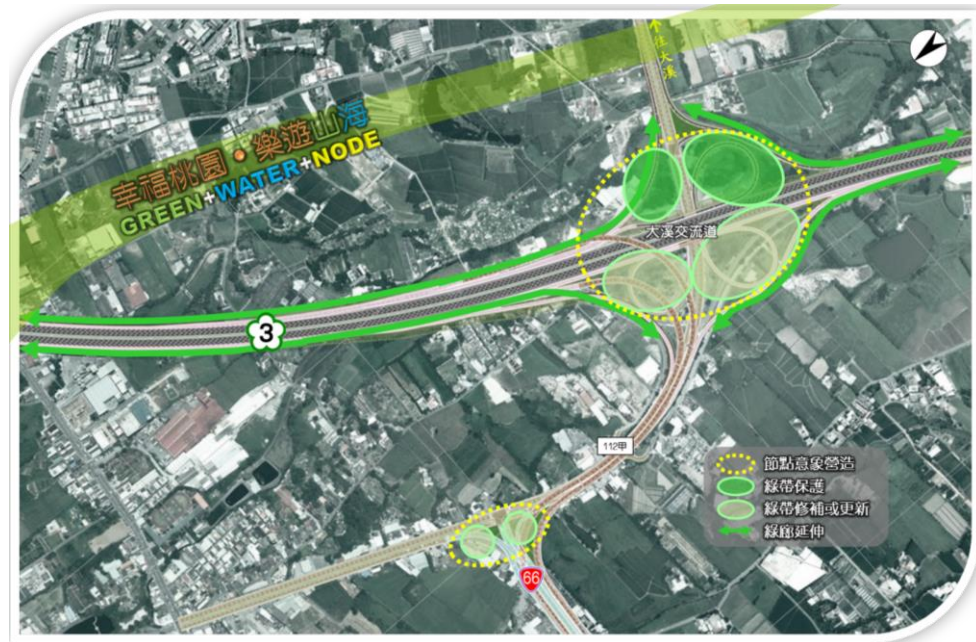 往大溪
幸福桃園・樂遊山海
GREEN+WATER+NODE
大溪交流道
3
112甲
66
節點意象營造
綠帶保護
綠帶修補或更新
綠廊延伸